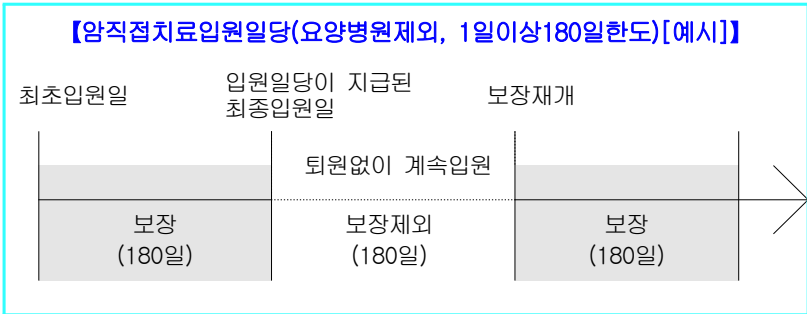 【암직접치료입원일당(요양병원제외, 1일이상180일한도)[예시]】
최초입원일
입원일당이 지급된
최종입원일
보장재개
퇴원없이 계속입원
보장
(180일)
보장제외
(180일)
보장
(180일)